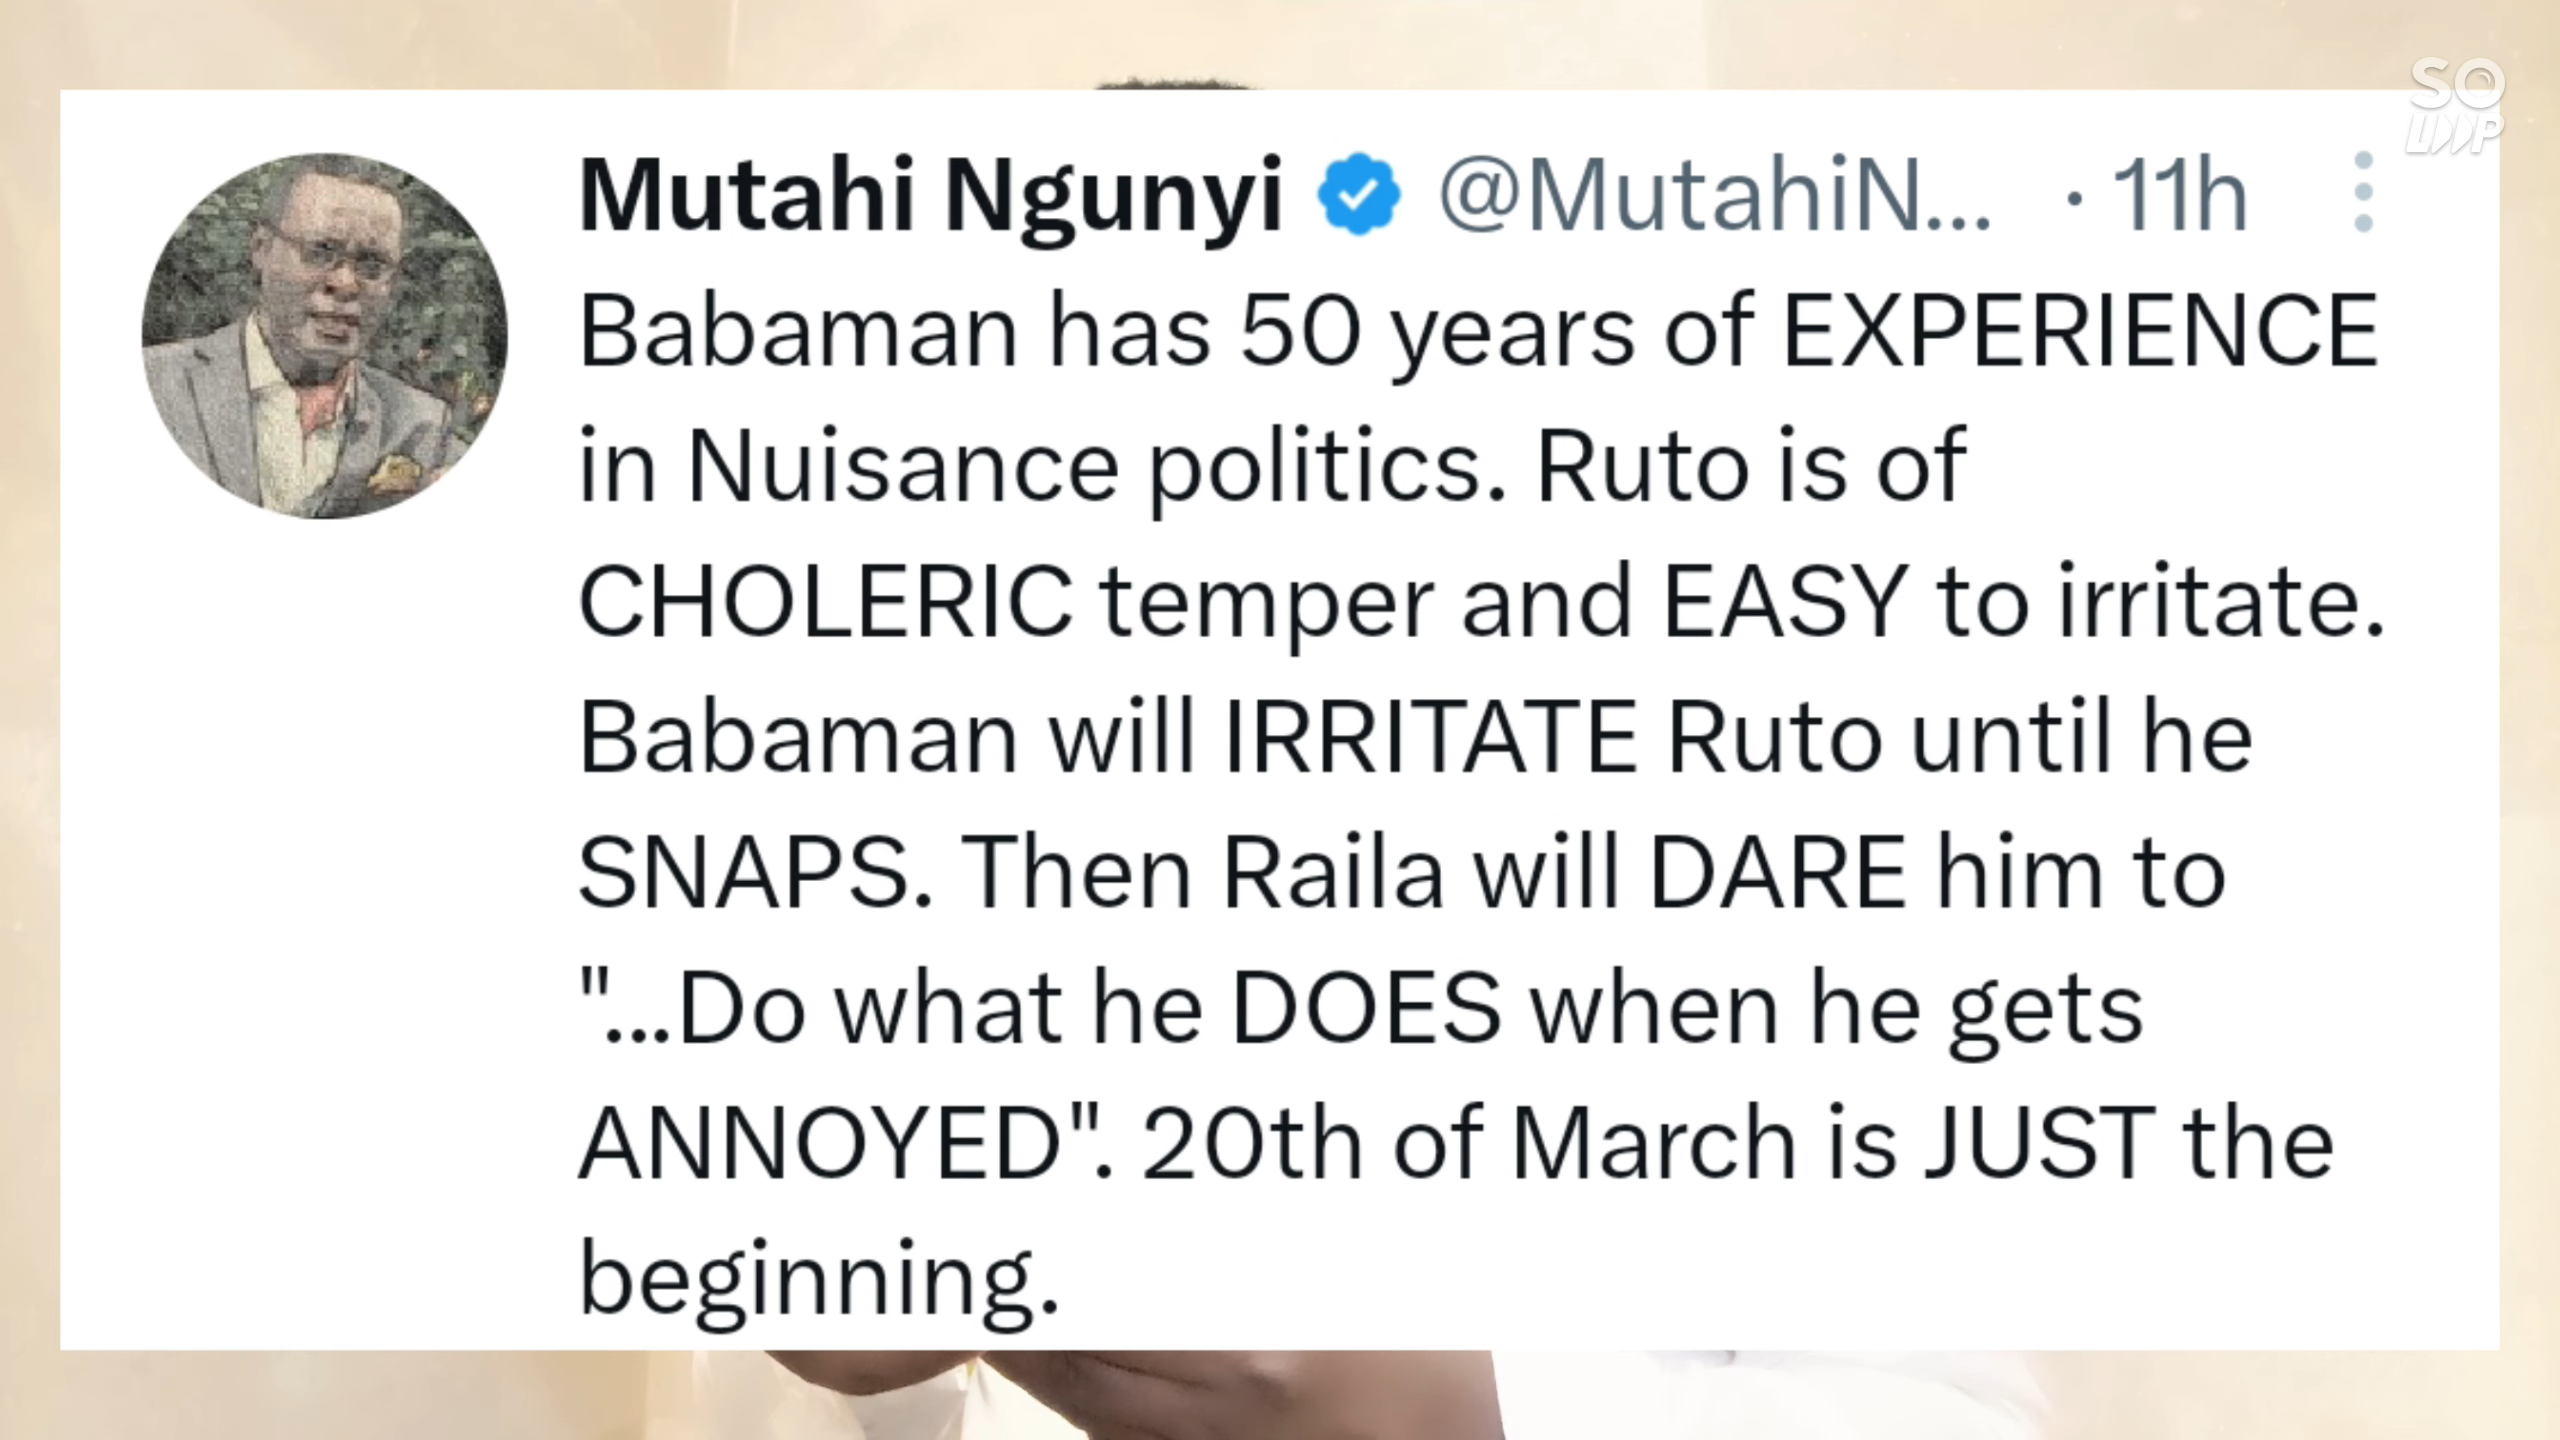 SO
LOOP
Mutahi Ngunyi @MutahiN... · 11h
Babaman has 50 years of EXPERIENCE
in Nuisance politics. Ruto is of
CHOLERIC temper and EASY to irritate.
Babaman will IRRITATE Ruto until he
SNAPS. Then Raila will DARE him to
"...Do what he DOES when he gets
ANNOYED". 20th of March is JUST the
beginning.